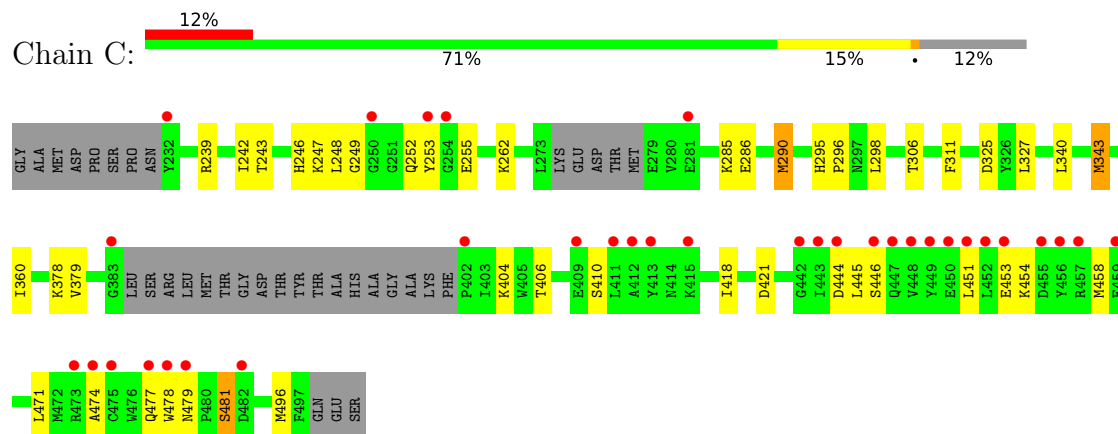 12%
Chain C:
71% 15% • 12%
GLY ALA MET ASP PRO SER PRO ASN Y232 R239 I242 T243 H246 K247 L248 G249 G250 G251 Q252 Y253 G254 E255 K262 L273 LYS GLU ASP THR MET E279 V280 E281 K285 E286 M290 H295 P296 N297 L298 T306 F311 D325 Y326 L327 L340 M343
I360 K378 V379 G383 LEU SER ARG LEU MET THR GLY ASP THR TYR THR ALA HIS ALA GLY ALA LYS PHE P402 I403 K404 W405 T406 E409 S410 L411 A412 Y413 N414 K415 I418 D421 G442 I443 D444 L445 S446 Q447 V448 Y449 E450 L451 L452 E453 K454 D455 Y456 R457 M458
L471 M472 R473 A474 C475 W476 Q477 W478 N479 P480 S481 D482 M496 F497 GLN GLU SER